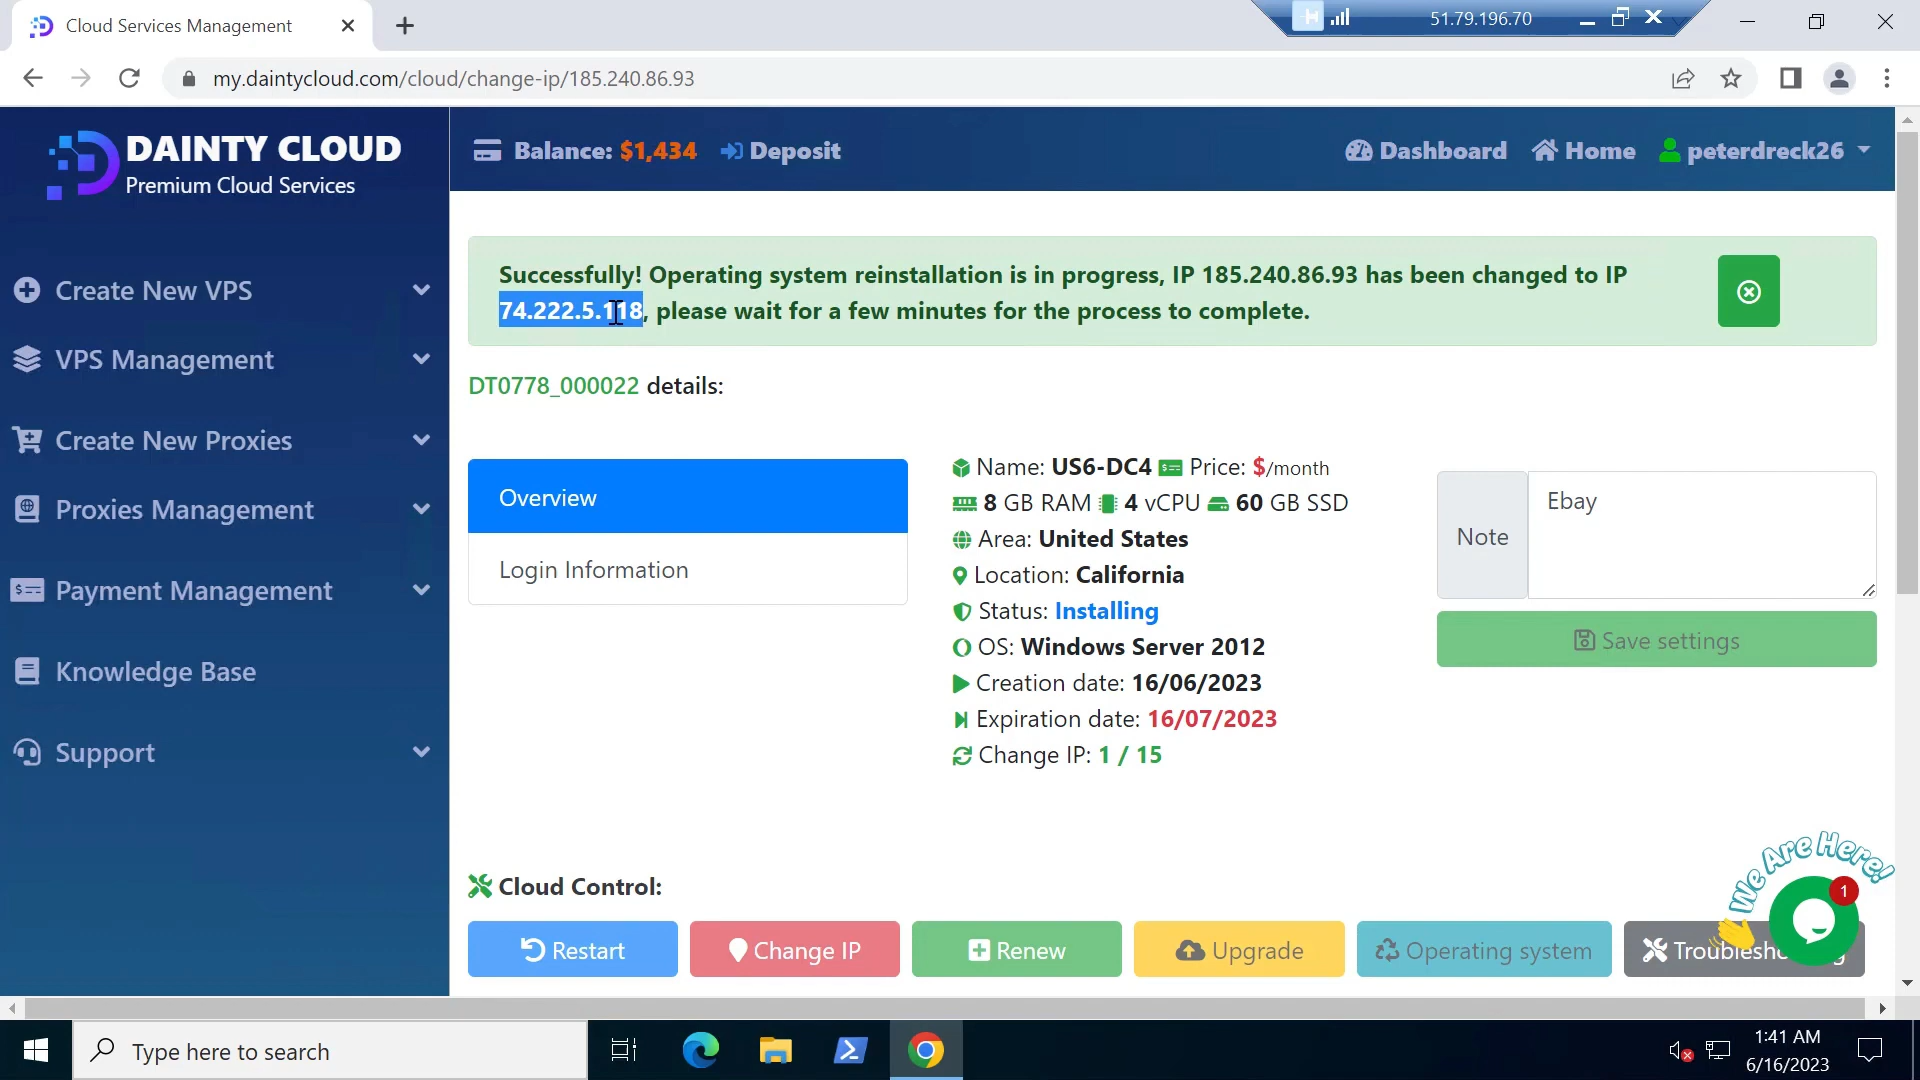 Cloud Services Management
51.79.196.70
my.daintycloud.com/cloud/change-ip/185.240.86.93
DAINTY CLOUD
Premium Cloud Services
Balance: $1,434
Deposit
Dashboard
Home
peterdreck26
Create New VPS
VPS Management
Create New Proxies
Proxies Management
Payment Management
Knowledge Base
Support
Successfully! Operating system reinstallation is in progress, IP 185.240.86.93 has been changed to IP
74.222.5.118, please wait for a few minutes for the process to complete.
DT0778_000022 details:
Overview
Login Information
Name: US6-DC4 Price: $/month
8 GB RAM 4 vCPU 60 GB SSD
Area: United States
Location: California
Status: Installing
OS: Windows Server 2012
Creation date: 16/06/2023
Expiration date: 16/07/2023
Change IP: 1 / 15
Note
Ebay
Save settings
We Are Here!
1
Cloud Control:
Restart
Change IP
Renew
Upgrade
Operating system
Type here to search
1:41 AM
6/16/2023